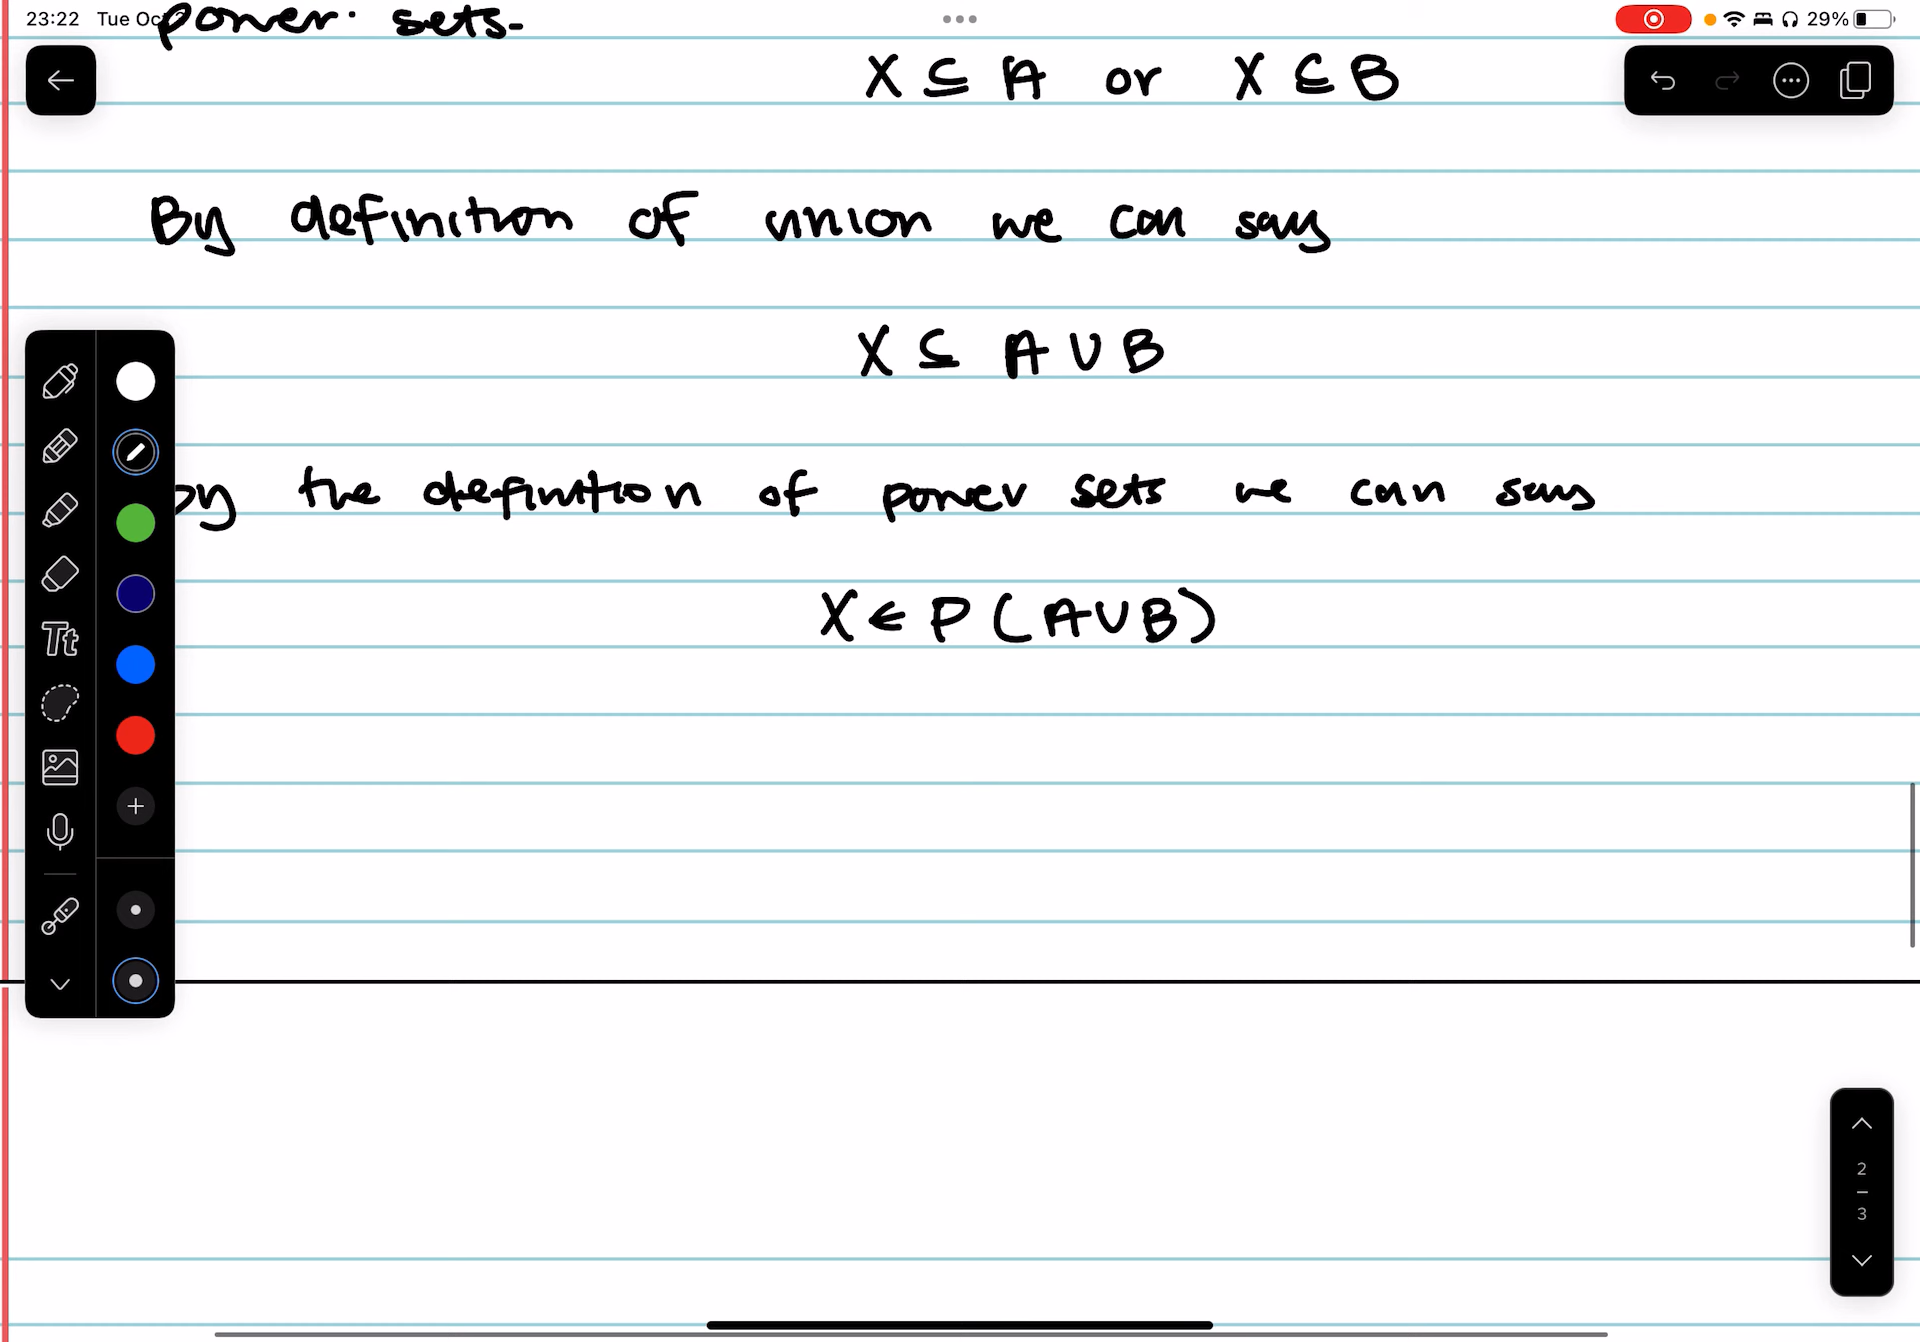 23:22 Tue Oc
29%
power sets.
X ⊆ A or X ⊆ B
By definition of union we can say
X ⊆ A ∪ B
by the definition of power sets we can say
X ∈ P(A∪B)
Tt
2
3